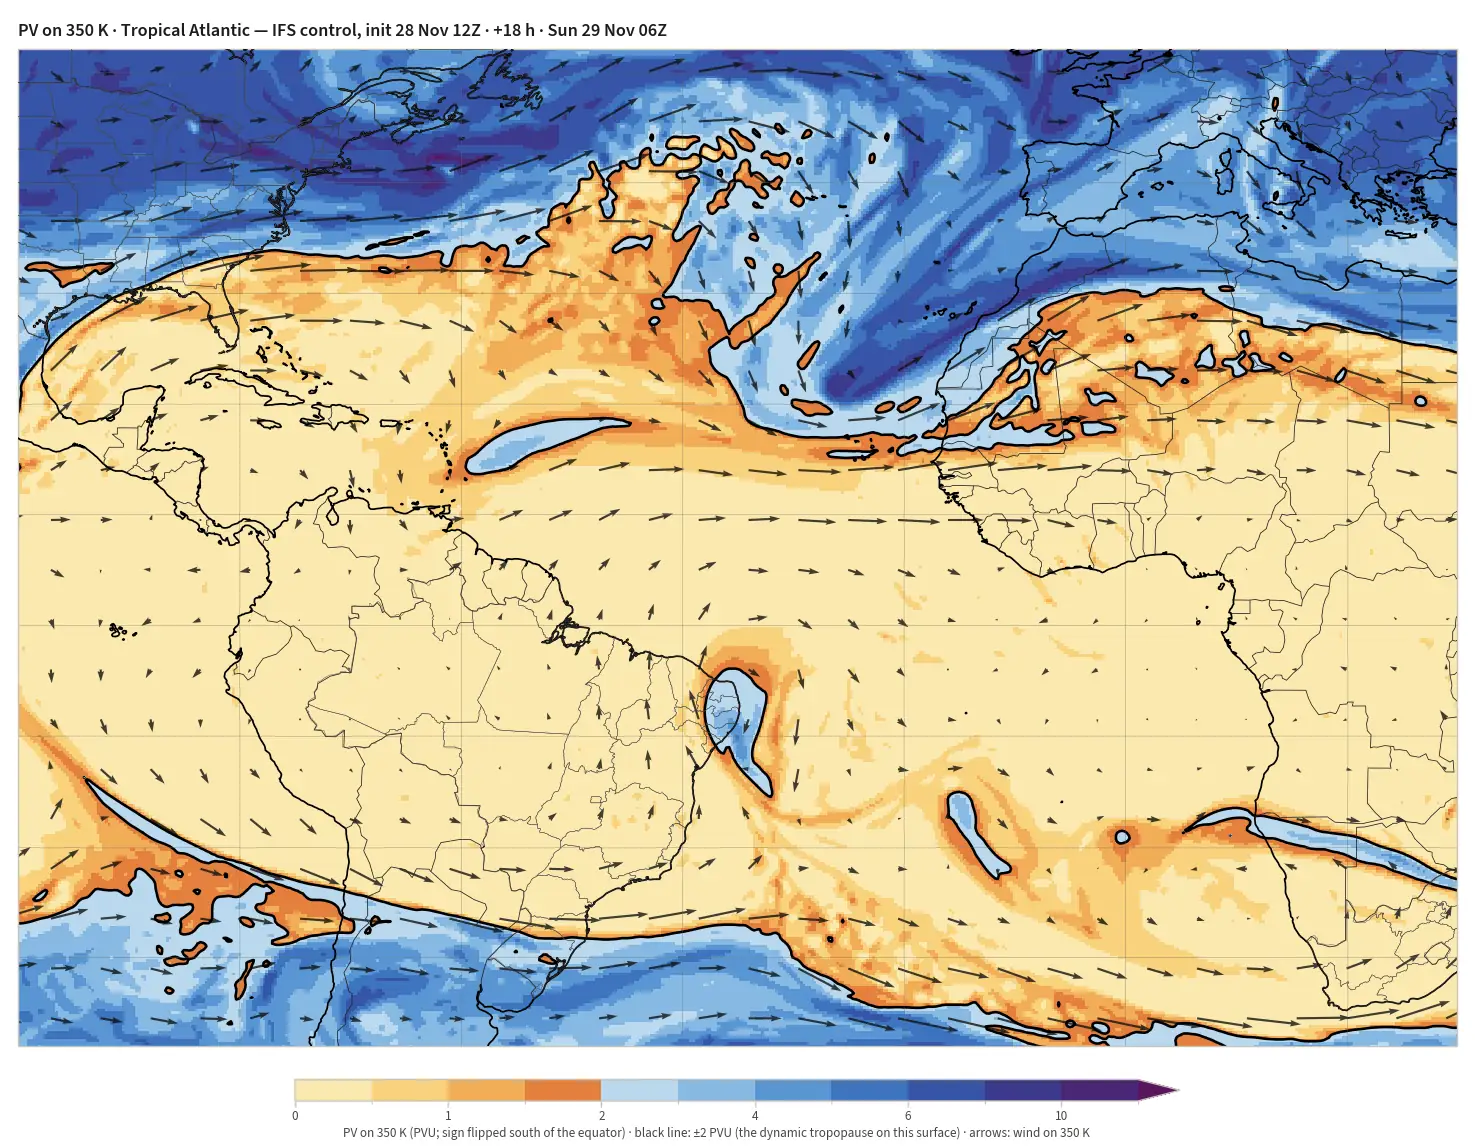 PV on 350 K · Tropical Atlantic — IFS control, init 28 Nov 12Z · +18 h · Sun 29 Nov 06Z
0 1 2 4 6 10
PV on 350 K (PVU; sign flipped south of the equator) · black line: ±2 PVU (the dynamic tropopause on this surface) · arrows: wind on 350 K